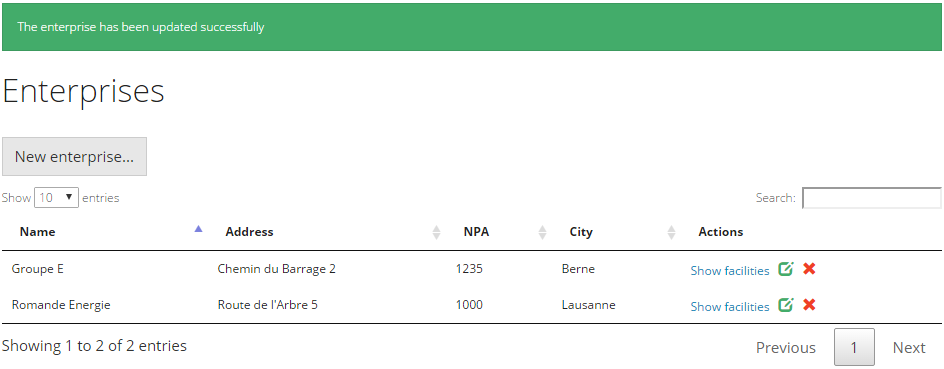 The enterprise has been updated successfully
Enterprises
New enterprise...
Show 10 entries Search:
Name Address NPA City Actions
Groupe E Chemin du Barrage 2 1235 Berne Show facilities
Romande Energie Route de l'Arbre 5 1000 Lausanne Show facilities
Showing 1 to 2 of 2 entries Previous 1 Next